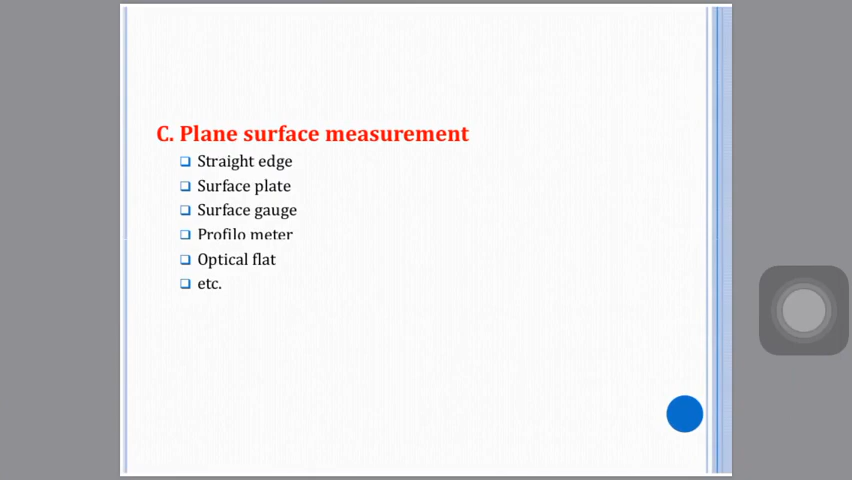 C. Plane surface measurement
Straight edge
Surface plate
Surface gauge
Profilo meter
Optical flat
etc.